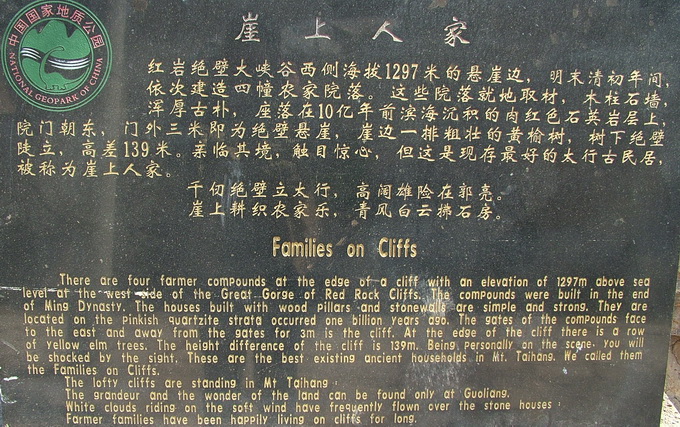 中国国家地质公园
NATIONAL GEOPARK OF CHINA
崖上人家
红岩绝壁大峡谷西侧海拔1297米的悬崖边，明末清初年间，
依次建造四幢农家院落。这些院落就地取材，木柱石墙，
浑厚古朴，座落在10亿年前滨海沉积的肉红色石英岩层上，
院门朝东，门外三米即为绝壁悬崖，崖边一排粗壮的黄榆树，树下绝壁
陡立，高差139米。亲临其境，触目惊心，但这是现存最好的太行古民居，
被称为崖上人家。
千仞绝壁立太行，高阔雄险在郭亮。
崖上耕织农家乐，青风白云拂石房。
Families on Cliffs
There are four farmer compounds at the edge of a cliff with an elevation of 1297m above sea
level at the west side of the Great Gorge of Red Rock Cliffs. The compounds were built in the end
of Ming Dynasty. The houses built with wood pillars and stonewalls are simple and strong. They are
located on the Pinkish quartzite strata occurred one billion years ago. The gates of the compounds face
to the east and away from the gates for 3m is the cliff. At the edge of the cliff there is a row
of yellow elm trees. The height difference of the cliff is 139m. Being personally on the scene, you will
be shocked by the sight. These are the best existing ancient households in Mt. Taihang. We called them
the Families on Cliffs.
The lofty cliffs are standing in Mt Taihang
The grandeur and the wonder of the land can be found only at Guoliang.
White clouds riding on the soft wind have frequently flown over the stone houses
Farmer families have been happily living on cliffs for long.